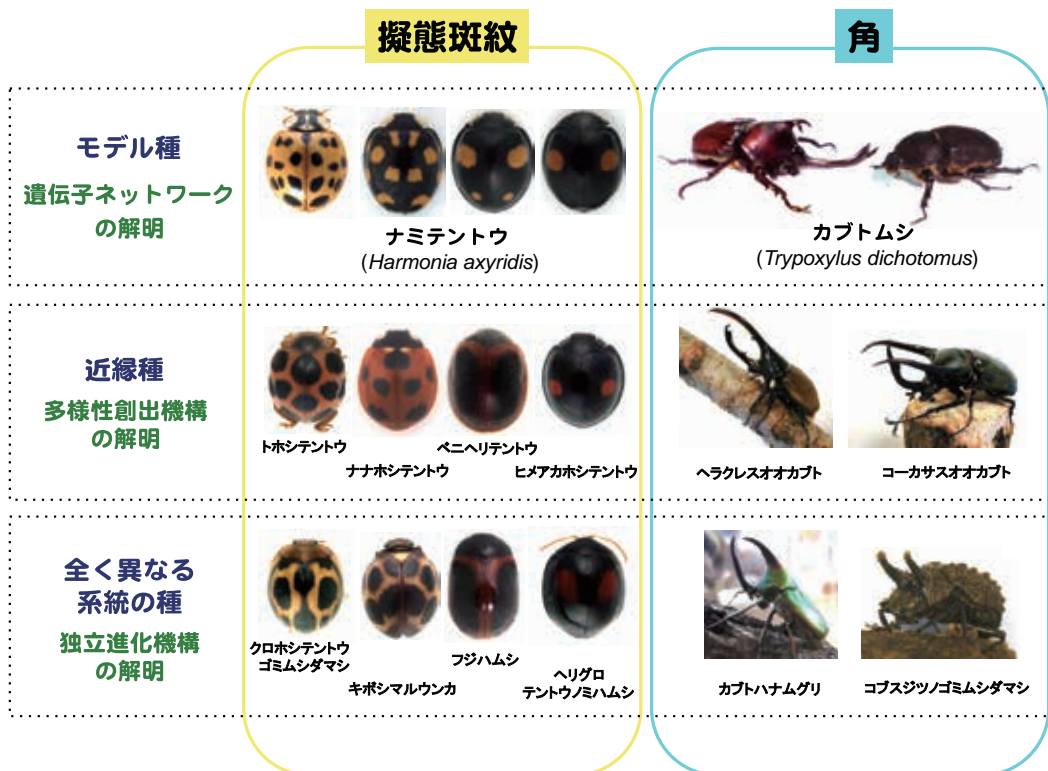 擬態斑紋
角
モデル種
遺伝子ネットワーク
の解明
ナミテントウ
(Harmonia axyridis)
カブトムシ
(Trypoxylus dichotomus)
近縁種
多様性創出機構
の解明
トホシテントウ
ナナホシテントウ
ベニヘリテントウ
ヒメアカホシテントウ
ヘラクレスオオカブト
コーカサスオオカブト
全く異なる
系統の種
独立進化機構
の解明
クロホシテントウ
ゴミムシダマシ
キボシマルウンカ
フジハムシ
ヘリグロ
テントウノミハムシ
カブトハナムグリ
コブスジツノゴミムシダマシ